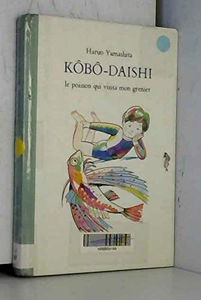 Haruo Yamashita
KÔBÔ-DAISHI
le poisson qui visita mon grenier